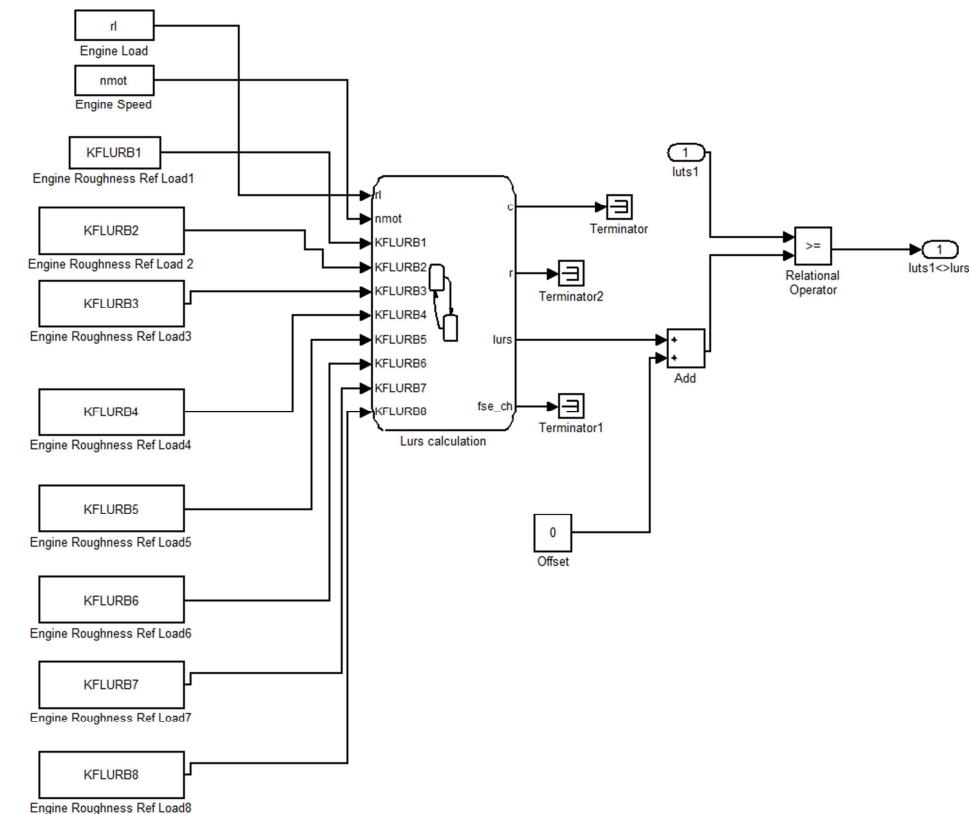 rl
Engine Load
nmot
Engine Speed
KFLURB1
Engine Roughness Ref Load1
KFLURB2
Engine Roughness Ref Load 2
KFLURB3
Engine Roughness Ref Load3
KFLURB4
Engine Roughness Ref Load4
KFLURB5
Engine Roughness Ref Load5
KFLURB6
Engine Roughness Ref Load6
KFLURB7
Engine Roughness Ref Load7
KFLURB8
Engine Roughness Ref Load8
rl
nmot
KFLURB1
KFLURB2
KFLURB3
KFLURB4
KFLURB5
KFLURB6
KFLURB7
KFLURB8
c
r
lurs
fse_ch
Lurs calculation
Terminator
Terminator2
Terminator1
0
Offset
1
luts1
+
+
Add
>=
Relational
Operator
1
luts1<>lurs